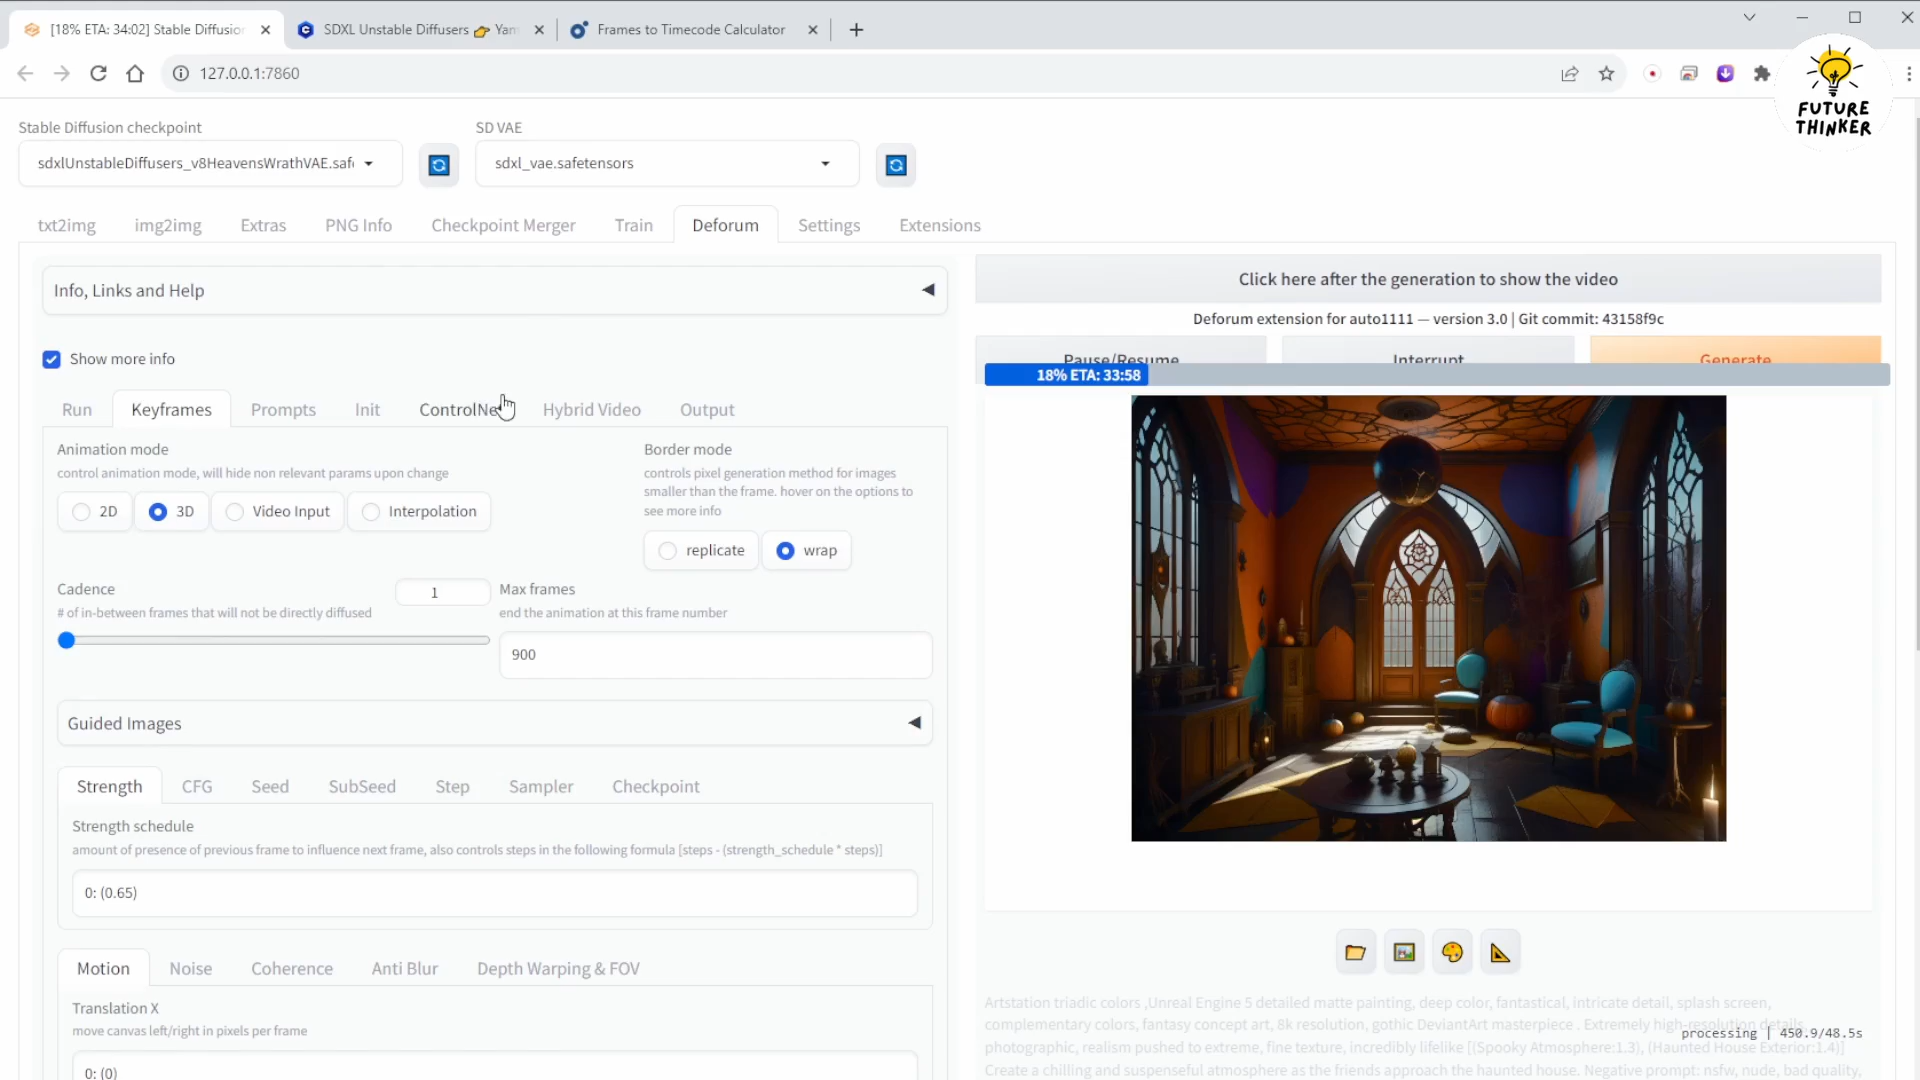 [18% ETA: 34:02] Stable Diffusion
SDXL Unstable Diffusers 👉 Yam
Frames to Timecode Calculator
127.0.0.1:7860
FUTURE
THINKER
Stable Diffusion checkpoint
SD VAE
sdxlUnstableDiffusers_v8HeavensWrathVAE.safe
sdxl_vae.safetensors
txt2img
img2img
Extras
PNG Info
Checkpoint Merger
Train
Deforum
Settings
Extensions
Info, Links and Help
Click here after the generation to show the video
Deforum extension for auto1111 — version 3.0 | Git commit: 43158f9c
Show more info
Pause/Resume
Interrupt
Generate
18% ETA: 33:58
Run
Keyframes
Prompts
Init
ControlNe
Hybrid Video
Output
Animation mode
control animation mode, will hide non relevant params upon change
2D
3D
Video Input
Interpolation
Border mode
controls pixel generation method for images
smaller than the frame. hover on the options to
see more info
replicate
wrap
Cadence
# of in-between frames that will not be directly diffused
1
Max frames
end the animation at this frame number
900
Guided Images
Strength
CFG
Seed
SubSeed
Step
Sampler
Checkpoint
Strength schedule
amount of presence of previous frame to influence next frame, also controls steps in the following formula [steps - (strength_schedule * steps)]
0: (0.65)
Motion
Noise
Coherence
Anti Blur
Depth Warping & FOV
Translation X
move canvas left/right in pixels per frame
0: (0)
Artstation triadic colors ,Unreal Engine 5 detailed matte painting, deep color, fantastical, intricate detail, splash screen,
complementary colors, fantasy concept art, 8k resolution, gothic DeviantArt masterpiece . Extremely high-resolution details,
photographic, realism pushed to extreme, fine texture, incredibly lifelike [(Spooky Atmosphere:1.3), (Haunted House Exterior:1.4)]
Create a chilling and suspenseful atmosphere as the friends approach the haunted house. Negative prompt: nsfw, nude, bad quality,
processing | 450.9/48.5s